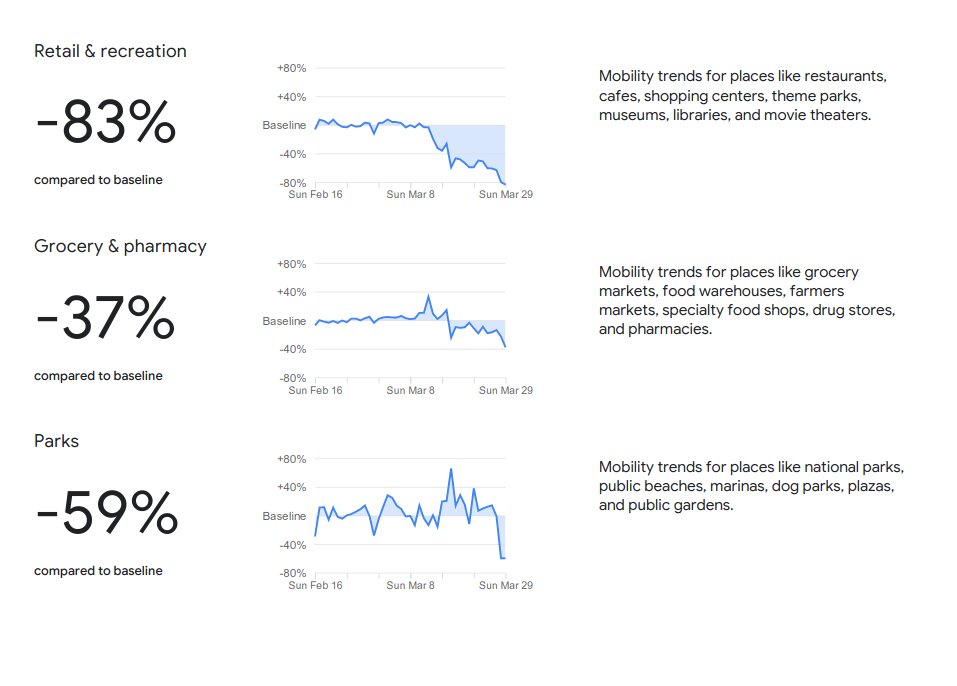 Retail & recreation
-83%
compared to baseline
+80%
+40%
Baseline
-40%
-80%
Sun Feb 16 Sun Mar 8 Sun Mar 29
Mobility trends for places like restaurants,
cafes, shopping centers, theme parks,
museums, libraries, and movie theaters.
Grocery & pharmacy
-37%
compared to baseline
+80%
+40%
Baseline
-40%
-80%
Sun Feb 16 Sun Mar 8 Sun Mar 29
Mobility trends for places like grocery
markets, food warehouses, farmers
markets, specialty food shops, drug stores,
and pharmacies.
Parks
-59%
compared to baseline
+80%
+40%
Baseline
-40%
-80%
Sun Feb 16 Sun Mar 8 Sun Mar 29
Mobility trends for places like national parks,
public beaches, marinas, dog parks, plazas,
and public gardens.